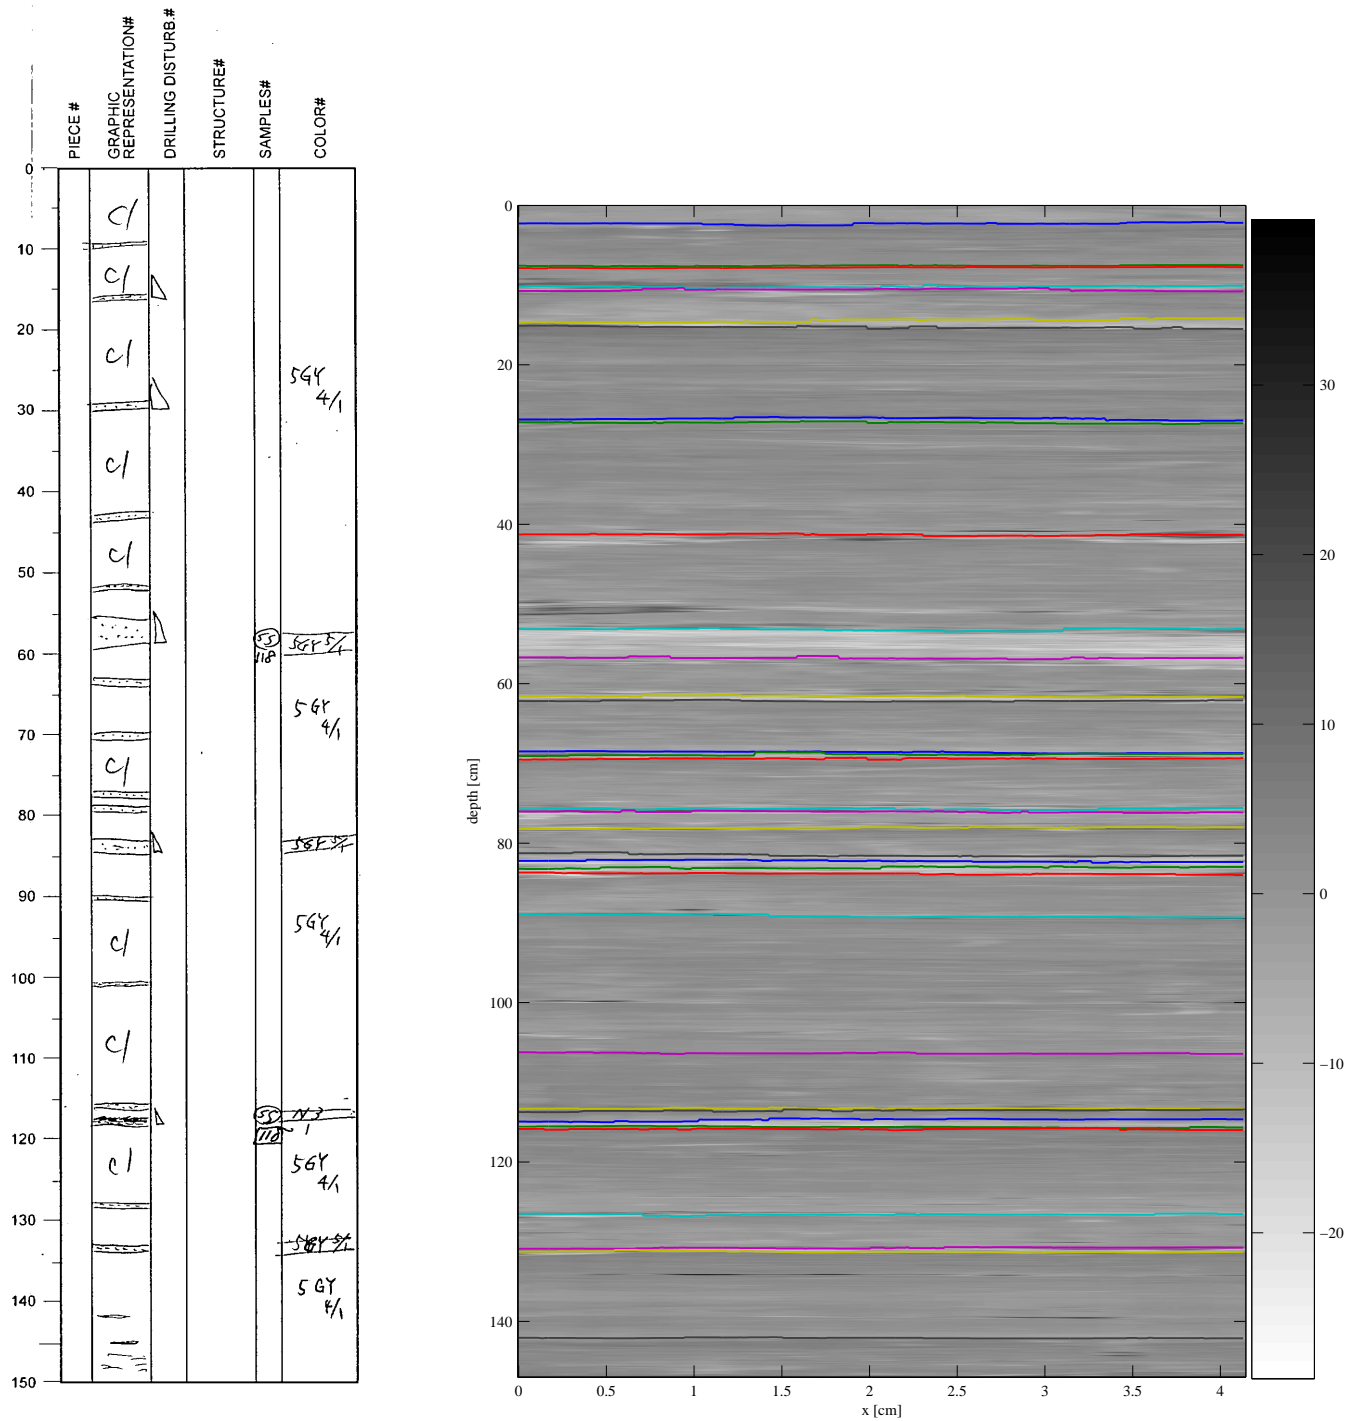 PIECE #
GRAPHIC
REPRESENTATION#
DRILLING DISTURB.#
STRUCTURE#
SAMPLES#
COLOR#
0
10
20
30
40
50
60
70
80
90
100
110
120
130
140
150
cl
cl
cl
cl
cl
cl
cl
cl
cl
5GY
4/1
SS
118
5GY 5/1
5GY
4/1
5GY 5/1
5GY
4/1
SS
N3
118
1
5GY
4/1
5GY 5/1
5GY
4/1
depth [cm]
0
20
40
60
80
100
120
140
0
0.5
1
1.5
2
2.5
3
3.5
4
x [cm]
30
20
10
0
−10
−20